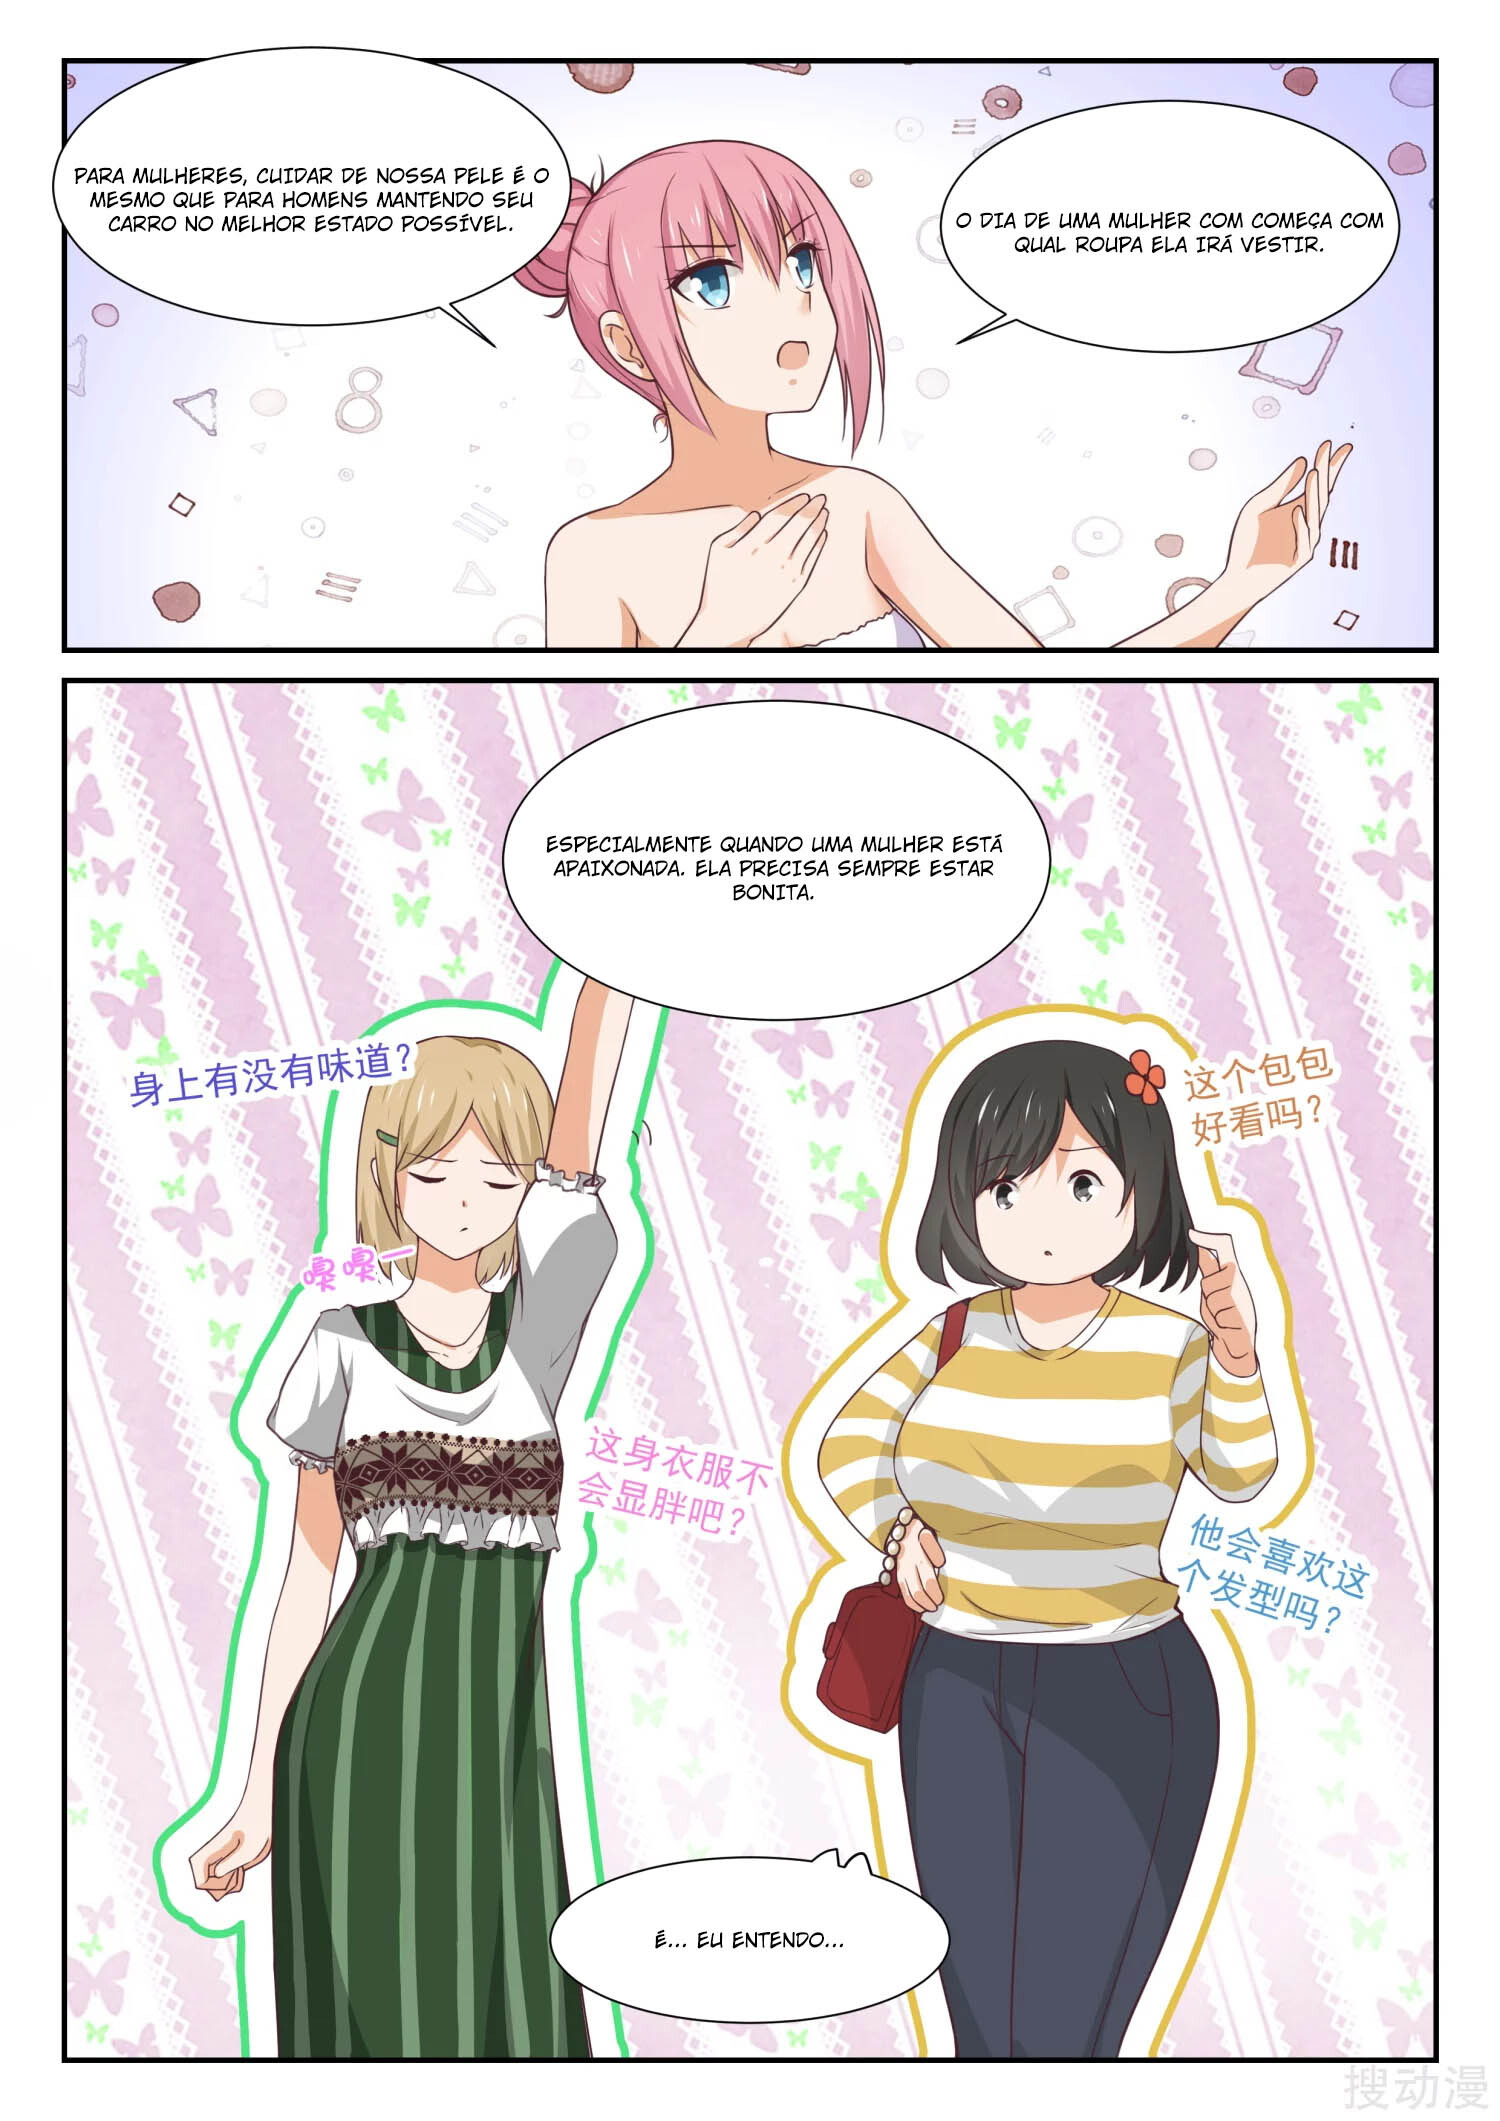 PARA MULHERES, CUIDAR DE NOSSA PELE É O
MESMO QUE PARA HOMENS MANTENDO SEU
CARRO NO MELHOR ESTADO POSSÍVEL.
O DIA DE UMA MULHER COM COMEÇA COM
QUAL ROUPA ELA IRÁ VESTIR.
ESPECIALMENTE QUANDO UMA MULHER ESTÁ
APAIXONADA. ELA PRECISA SEMPRE ESTAR
BONITA.
身上有没有味道?
嗅嗅一
这个包包
好看吗?
这身衣服不
会显胖吧?
他会喜欢这
个发型吗?
É... EU ENTENDO...
搜动漫